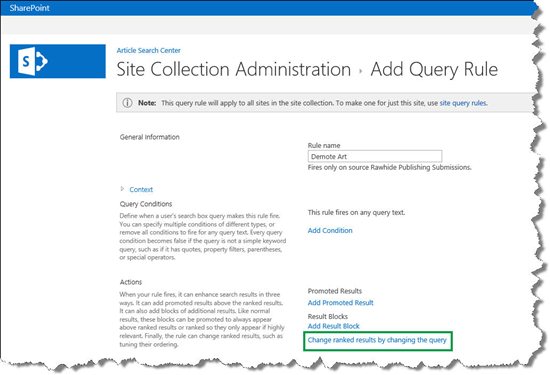 SharePoint
Article Search Center
S
Site Collection Administration › Add Query Rule
Note: This query rule will apply to all sites in the site collection. To make one for just this site, use site query rules.
General Information
Rule name
Demote Art
Fires only on source Rawhide Publishing Submissions.
Context
Query Conditions
Define when a user's search box query makes this rule fire.
You can specify multiple conditions of different types, or
remove all conditions to fire for any query text. Every query
condition becomes false if the query is not a simple keyword
query, such as if it has quotes, property filters, parentheses,
or special operators.
This rule fires on any query text.
Add Condition
Actions
When your rule fires, it can enhance search results in three
ways. It can add promoted results above the ranked results.
It can also add blocks of additional results. Like normal
results, these blocks can be promoted to always appear
above ranked results or ranked so they only appear if highly
relevant. Finally, the rule can change ranked results, such as
tuning their ordering.
Promoted Results
Add Promoted Result
Result Blocks
Add Result Block
Change ranked results by changing the query